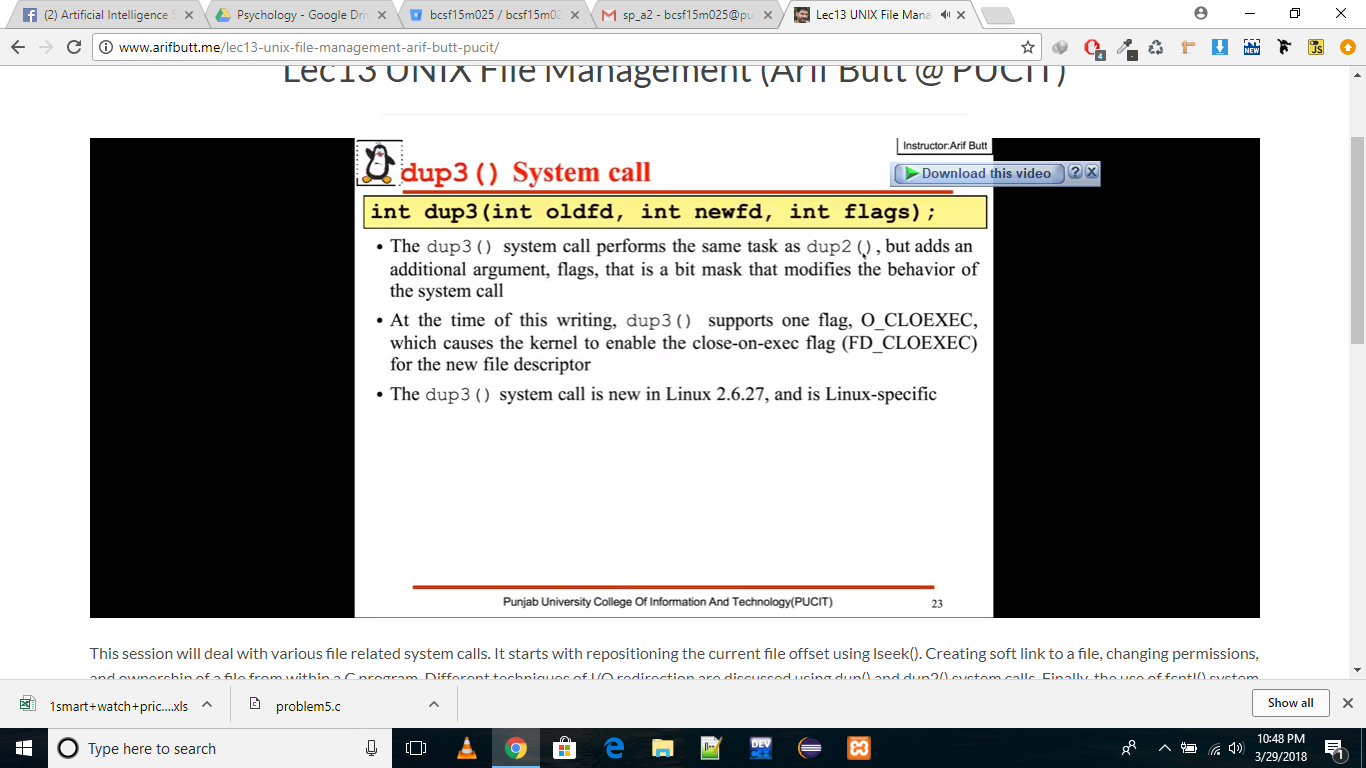 (2) Artificial Intelligence S
Psychology - Google Dri
bcsf15m025 / bcsf15m02
sp_a2 - bcsf15m025@pu
Lec13 UNIX File Mana
www.arifbutt.me/lec13-unix-file-management-arif-butt-pucit/
4
NEW
JS
Lec13 UNIX File Management (Arif Butt @ PUCIT)
Instructor:Arif Butt
dup3() System call
Download this video
? X
int dup3(int oldfd, int newfd, int flags);
• The dup3() system call performs the same task as dup2(), but adds an
additional argument, flags, that is a bit mask that modifies the behavior of
the system call
• At the time of this writing, dup3() supports one flag, O_CLOEXEC,
which causes the kernel to enable the close-on-exec flag (FD_CLOEXEC)
for the new file descriptor
• The dup3() system call is new in Linux 2.6.27, and is Linux-specific
Punjab University College Of Information And Technology(PUCIT)
23
This session will deal with various file related system calls. It starts with repositioning the current file offset using lseek(). Creating soft link to a file, changing permissions,
and ownership of a file from within a C program. Different techniques of I/O redirection are discussed using dup() and dup2() system calls. Finally, the use of fcntl() system
1smart+watch+pric....xls
problem5.c
Show all
Type here to search
DEV
10:48 PM
3/29/2018
1